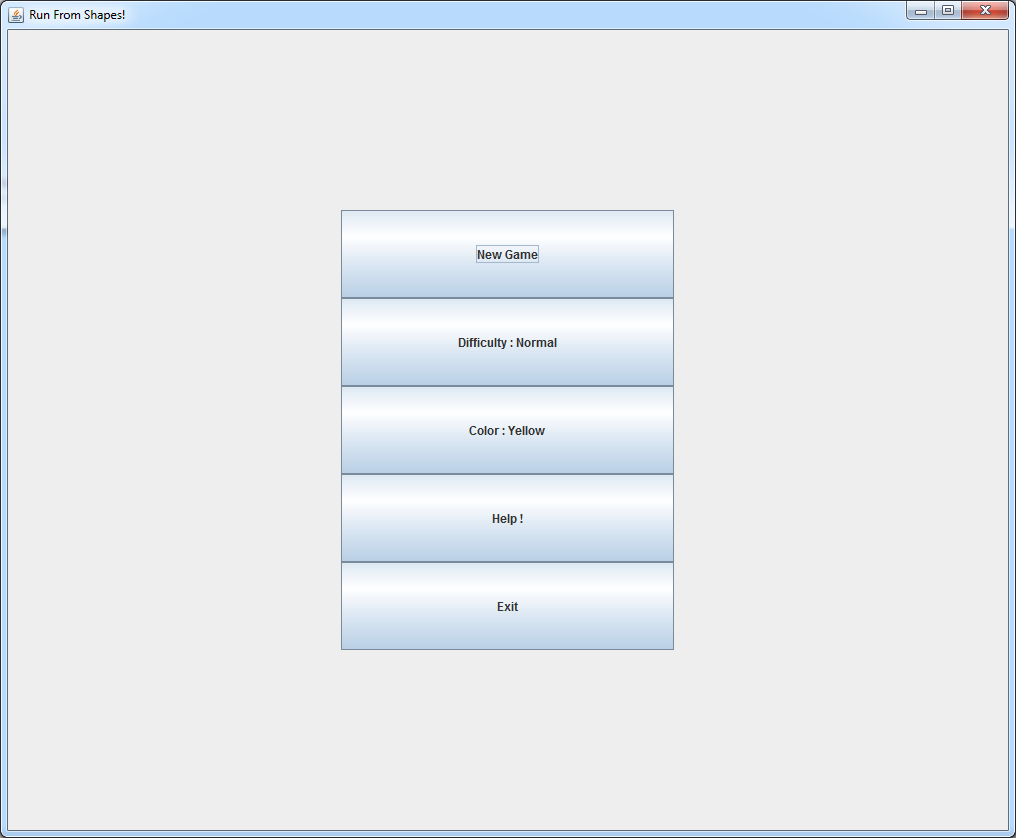 Run From Shapes!
New Game
Difficulty : Normal
Color : Yellow
Help !
Exit